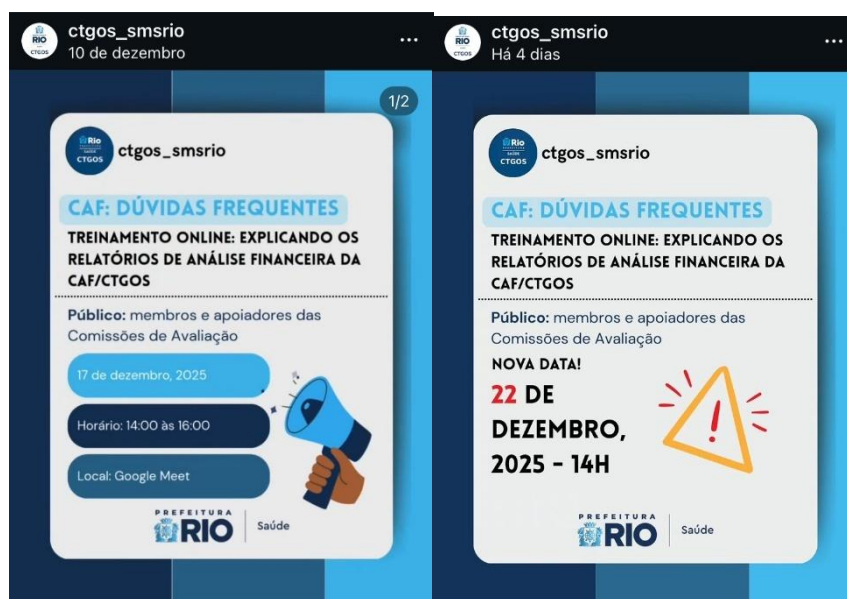 ctgos_smsrio
10 de dezembro
1/2
ctgos_smsrio
CAF: DÚVIDAS FREQUENTES
TREINAMENTO ONLINE: EXPLICANDO OS
RELATÓRIOS DE ANÁLISE FINANCEIRA DA
CAF/CTGOS
Público: membros e apoiadores das
Comissões de Avaliação
17 de dezembro, 2025
Horário: 14:00 às 16:00
Local: Google Meet
PREFEITURA
RIO
Saúde
ctgos_smsrio
Há 4 dias
ctgos_smsrio
CAF: DÚVIDAS FREQUENTES
TREINAMENTO ONLINE: EXPLICANDO OS
RELATÓRIOS DE ANÁLISE FINANCEIRA DA
CAF/CTGOS
Público: membros e apoiadores das
Comissões de Avaliação
NOVA DATA!
22 DE
DEZEMBRO,
2025 - 14H
PREFEITURA
RIO
Saúde